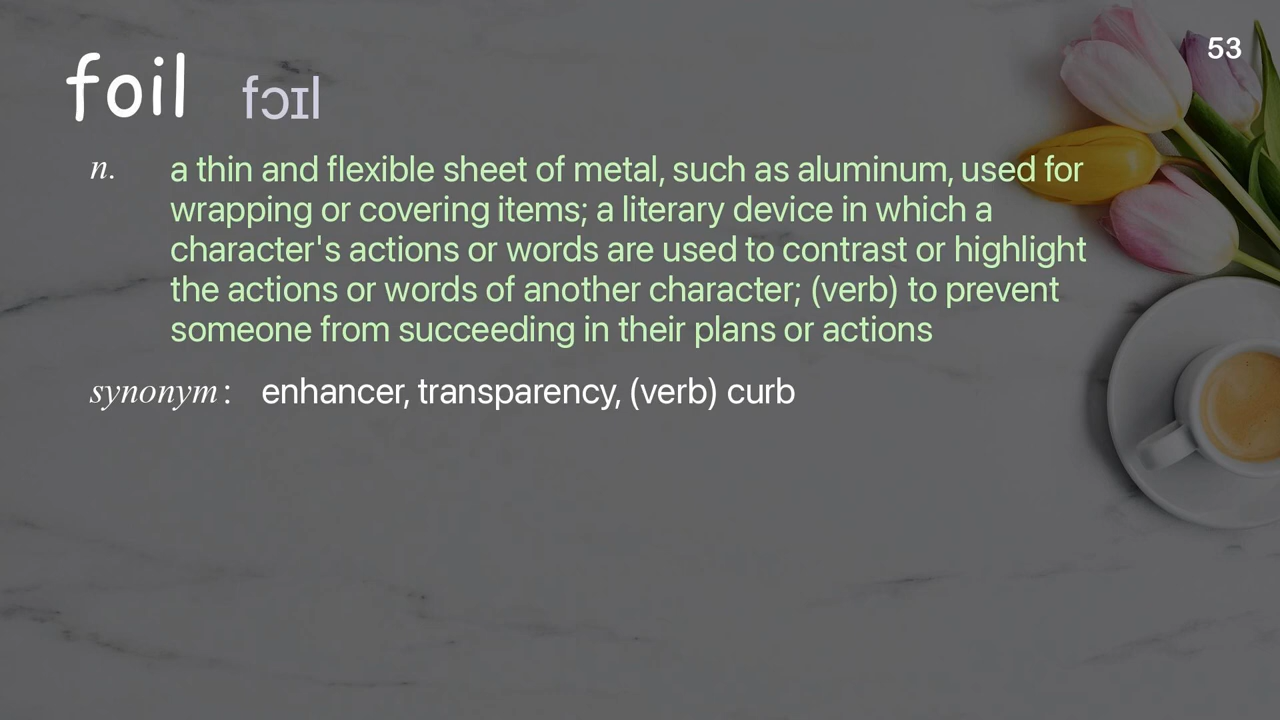 53
foil fɔɪl
n. a thin and flexible sheet of metal, such as aluminum, used for
wrapping or covering items; a literary device in which a
character's actions or words are used to contrast or highlight
the actions or words of another character; (verb) to prevent
someone from succeeding in their plans or actions
synonym: enhancer, transparency, (verb) curb